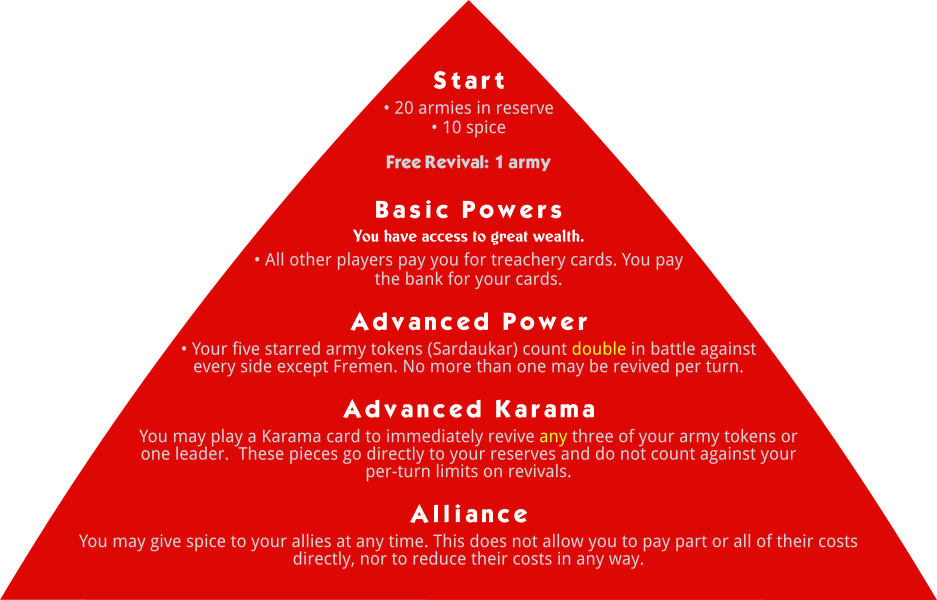 Start
• 20 armies in reserve
• 10 spice
Free Revival: 1 army
Basic Powers
You have access to great wealth.
• All other players pay you for treachery cards. You pay
the bank for your cards.
Advanced Power
• Your five starred army tokens (Sardaukar) count double in battle against
every side except Fremen. No more than one may be revived per turn.
Advanced Karama
You may play a Karama card to immediately revive any three of your army tokens or
one leader.  These pieces go directly to your reserves and do not count against your
per-turn limits on revivals.
Alliance
You may give spice to your allies at any time. This does not allow you to pay part or all of their costs
directly, nor to reduce their costs in any way.